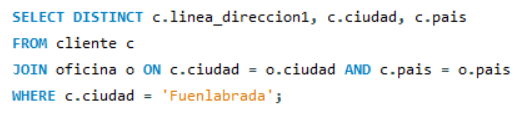 SELECT DISTINCT c.linea_direccion1, c.ciudad, c.pais
FROM cliente c
JOIN oficina o ON c.ciudad = o.ciudad AND c.pais = o.pais
WHERE c.ciudad = 'Fuenlabrada';